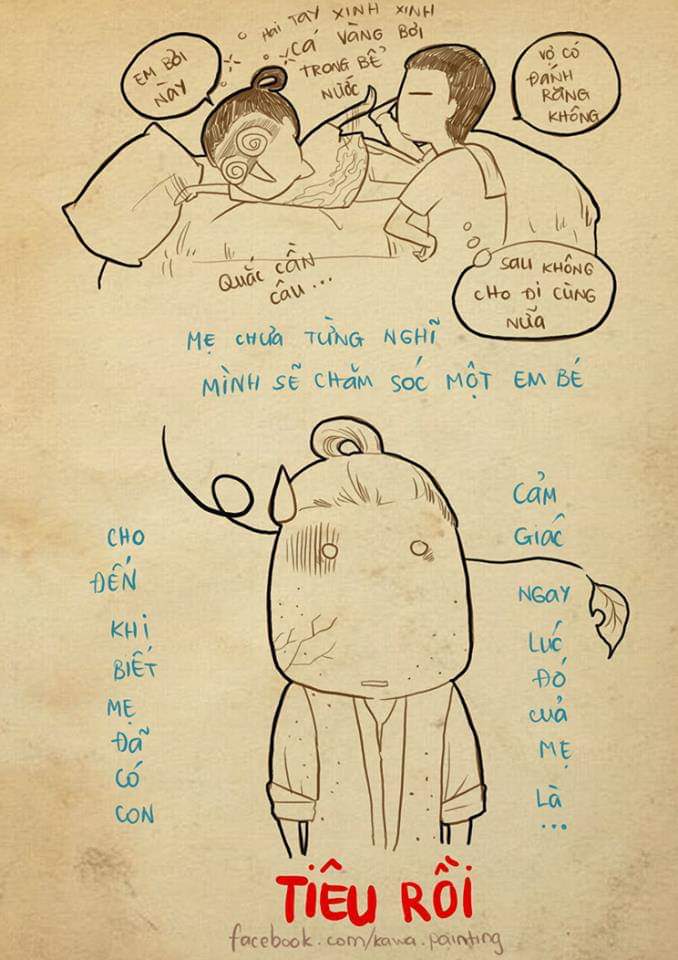 Hai TAY XINH XINH
CÁ VÀNG BƠI
TRONG BỂ
NƯỚC
EM BƠI
NÀY
VỢ CÓ
ĐÁNH
RĂNG
KHÔNG
QUẮC CẦN
CÂU ...
SAU KHÔNG
CHO ĐI CÙNG
NỮA
MẸ CHƯA TỪNG NGHĨ
MÌNH SẼ CHĂM SÓC MỘT EM BÉ
CHO
ĐẾN
KHI
BIẾT
MẸ
ĐÃ
CÓ
CON
CẢM
GIÁC
NGAY
LÚC
ĐÓ
CUẢ
MẸ
LÀ
...
TIÊU RỒI
facebook.com/kawa.painting